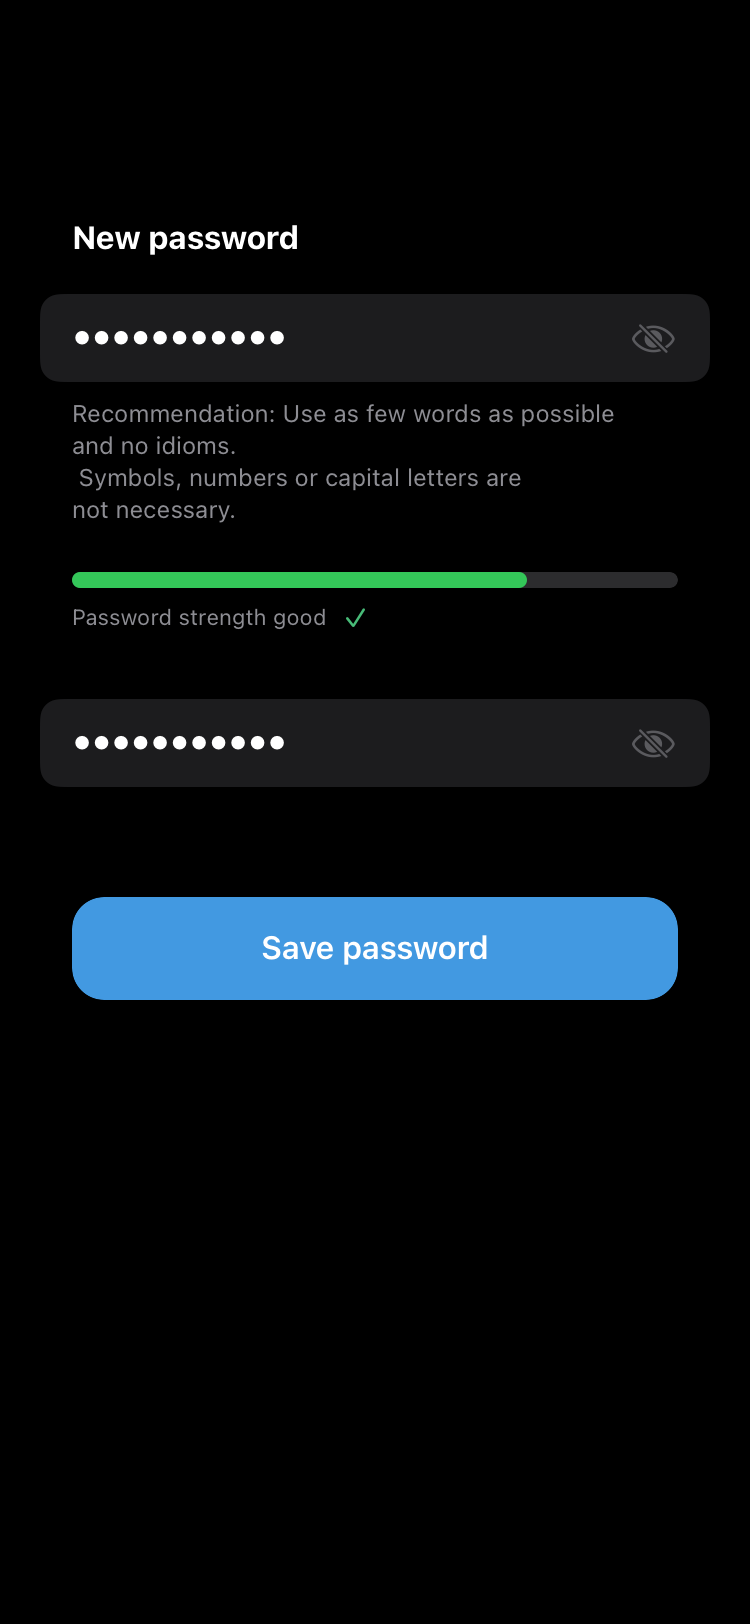 New password
•••••••••••
Recommendation: Use as few words as possible
and no idioms.
Symbols, numbers or capital letters are
not necessary.
Password strength good
•••••••••••
Save password